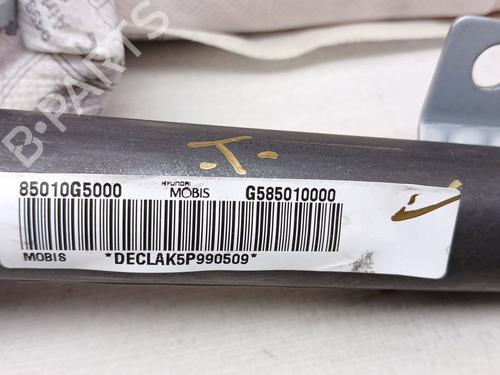 B-PARTS
T.
85010G5000
HYUNDAI
MOBIS
G585010000
MOBIS
*DECLAK5P990509*